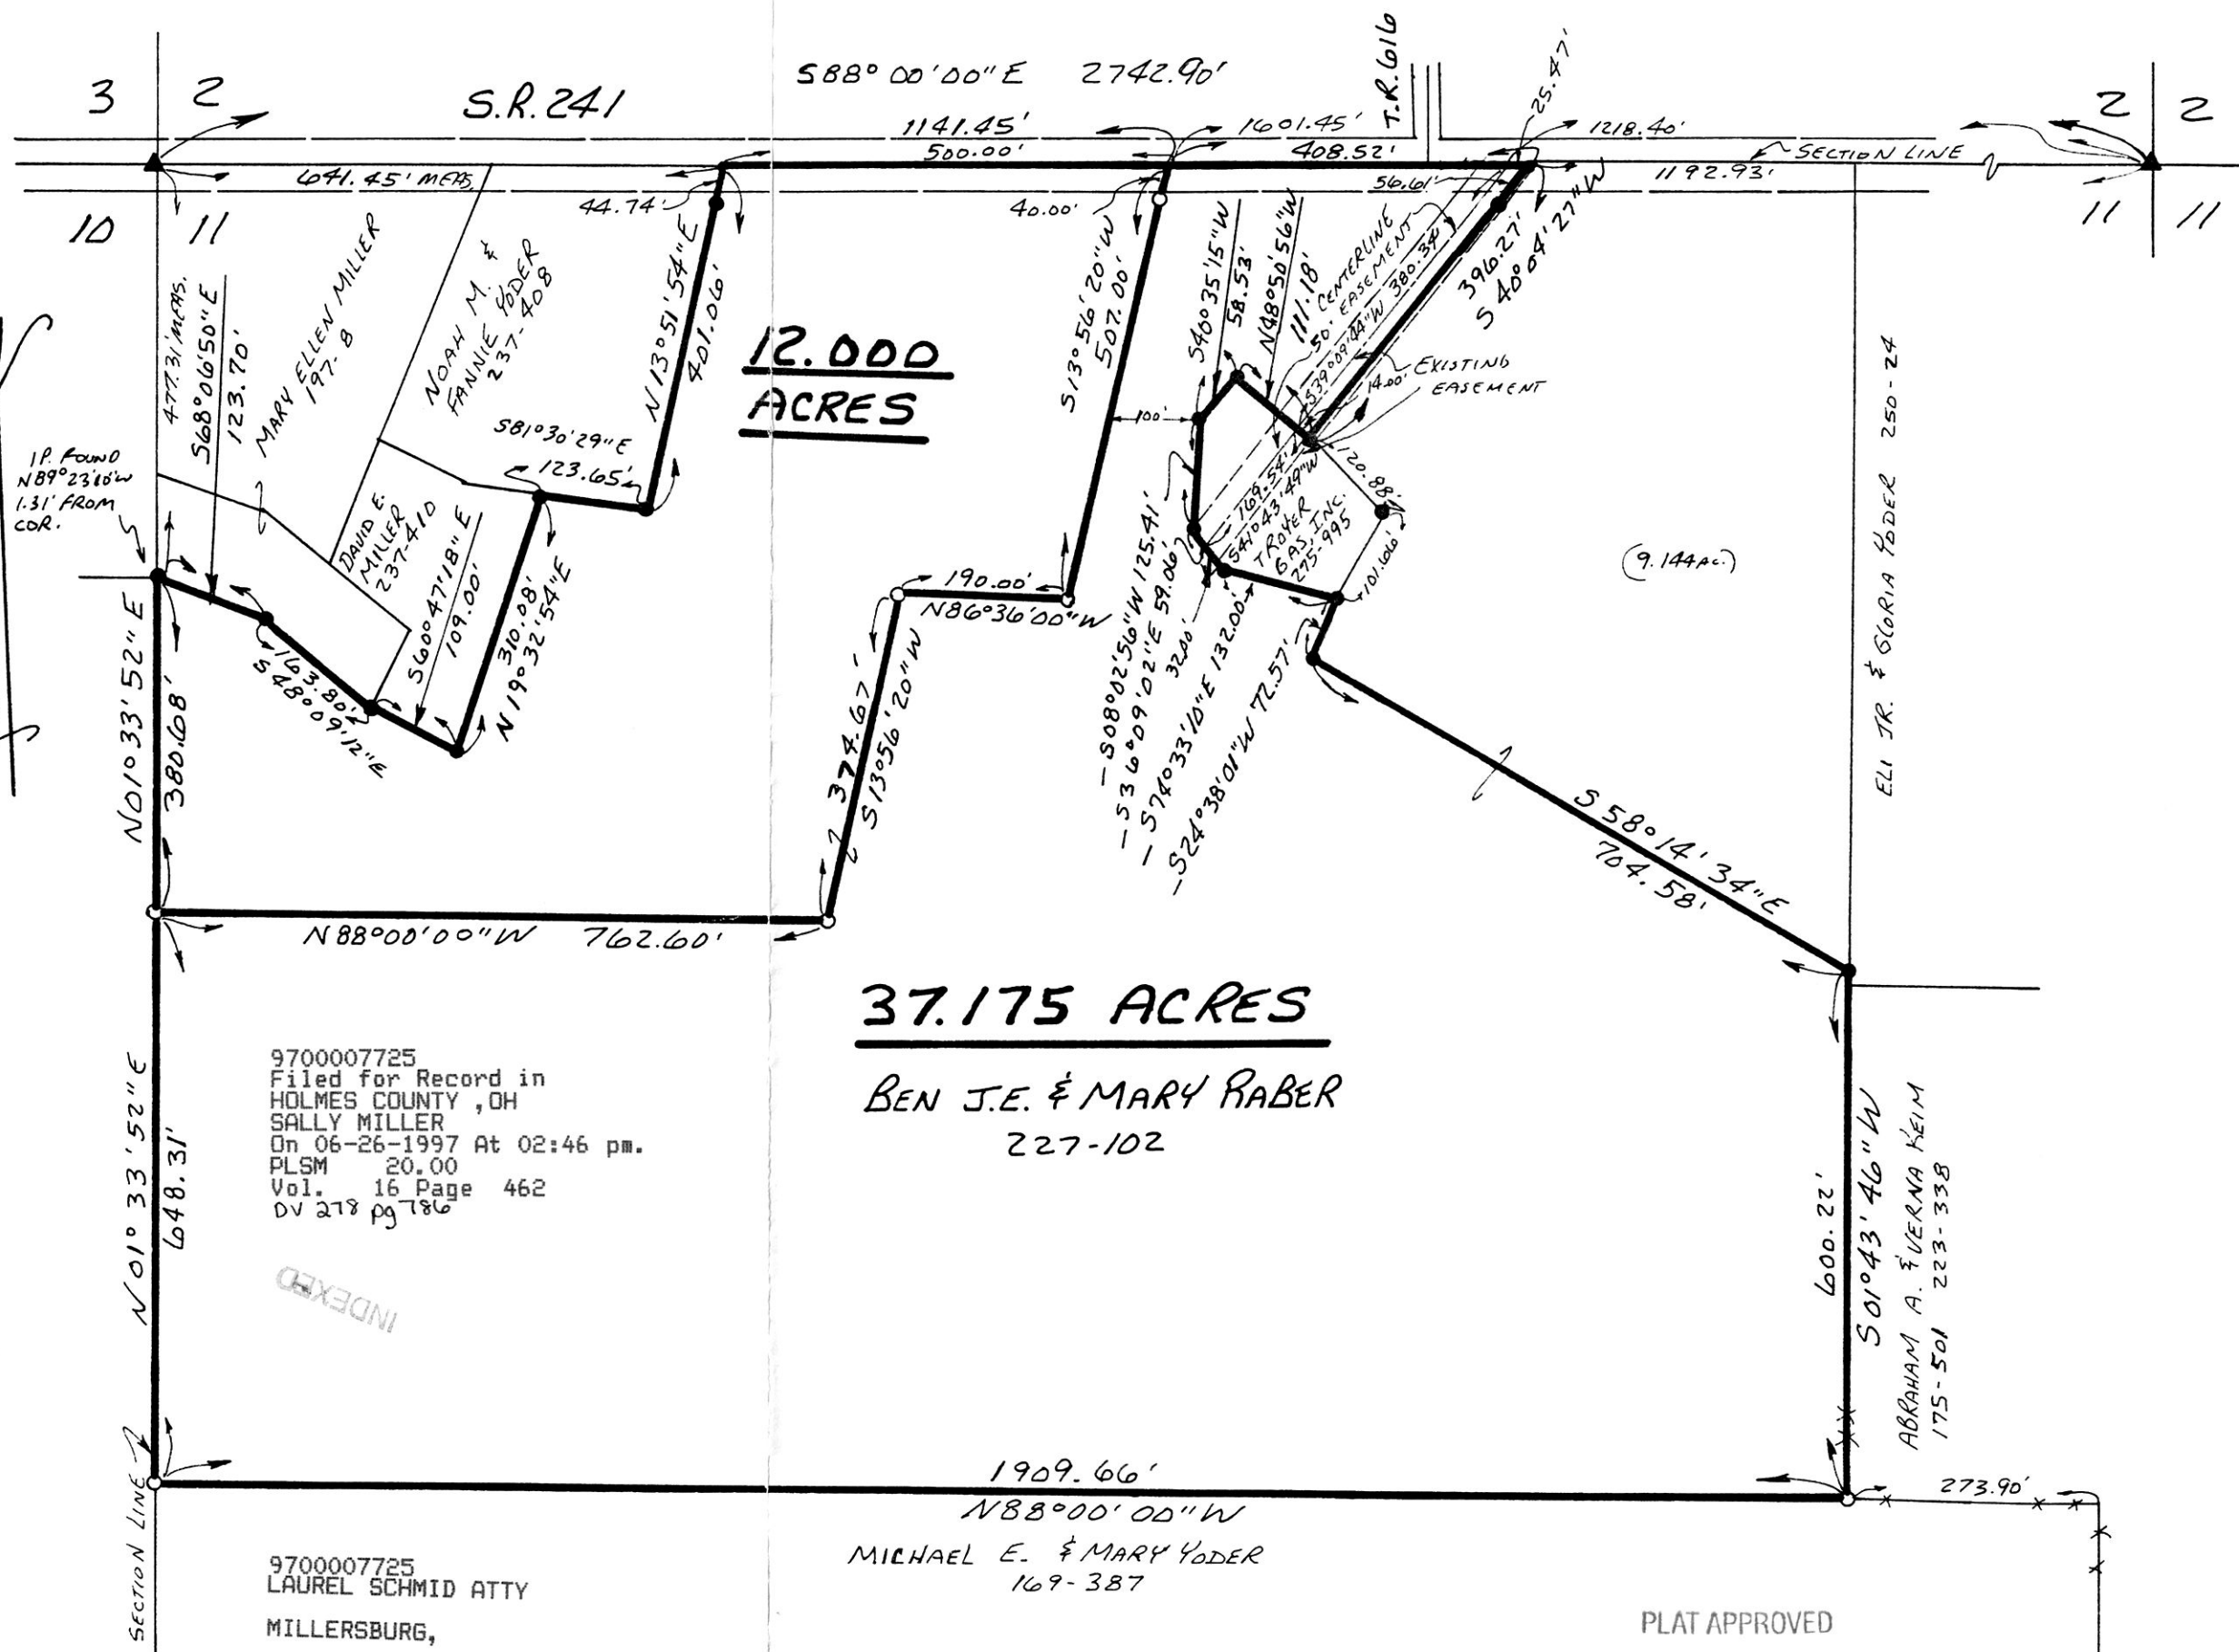 S88°00'00"E 2742.90'
3 2
S.R. 241
T.R. 616
25.47'
2 2
1141.45'
1601.45'
1218.40'
500.00'
408.52'
SECTION LINE
641.45' MEAS.
1192.93'
56.61'
44.74'
40.00'
10 11
11 11
477.31' MEAS.
S68°06'50"E
123.70'
MARY ELLEN MILLER
197-8
NOAH M. &
FANNIE YODER
237-408
N13°51'54"E
401.06'
12.000
ACRES
S13°56'20"W
507.00'
S46°35'15"W
58.53'
N48°50'56"W
111.18'
CENTERLINE
50' EASEMENT
S39°09'44"W 380.34'
396.27'
S40°04'27"W
EXISTING
EASEMENT
14.00'
100'
ELI JR. & GLORIA YODER 250-24
I.P. FOUND
N89°23'10"W
1.31' FROM
COR.
S81°30'29"E
123.65'
DAVID E.
MILLER
237-410
S60°47'18"E
109.00'
310.08'
N19°32'54"E
120.88'
169.54'
S41°43'49"W
TROYER
GAS, INC.
275-995
101.66'
(9.144 AC.)
190.00'
N86°36'00"W
S08°02'56"W 125.41'
S36°09'02"E 59.06'
32.00'
S74°33'10"E 132.00'
S24°38'01"W 72.57'
N01°33'52"E
380.68'
163.80'
S48°09'12"E
374.67'
S13°56'20"W
S58°14'34"E
704.58'
N88°00'00"W 762.60'
37.175 ACRES
BEN J.E. & MARY RABER
227-102
9700007725
Filed for Record in
HOLMES COUNTY ,OH
SALLY MILLER
On 06-26-1997 At 02:46 pm.
PLSM 20.00
Vol. 16 Page 462
DV 278 pg 786
INDEXED
N01°33'52"E
648.31'
600.22'
S01°43'46"W
ABRAHAM A. & VERNA KEIM
175-501 223-338
1909.66'
N88°00'00"W
273.90'
MICHAEL E. & MARY YODER
169-387
SECTION LINE
9700007725
LAUREL SCHMID ATTY
MILLERSBURG,
PLAT APPROVED